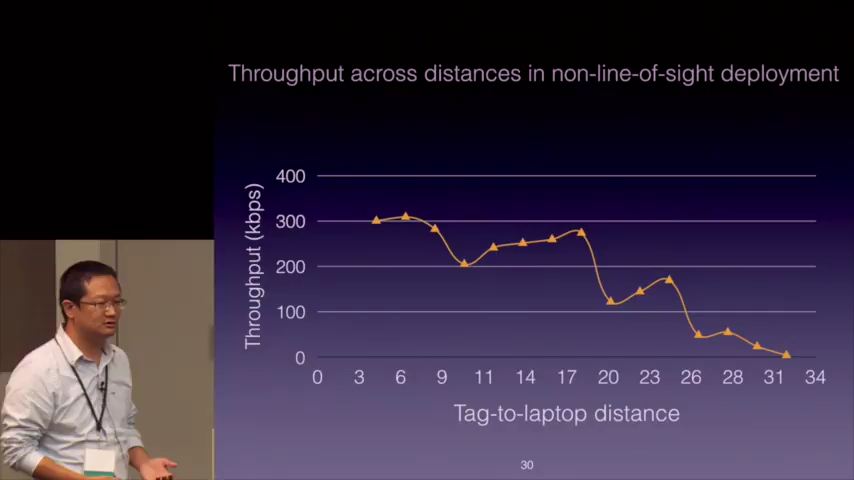 Throughput across distances in non-line-of-sight deployment
Throughput (kbps)
400
300
200
100
0
0 3 6 9 11 14 17 20 23 26 28 31 34
Tag-to-laptop distance
30